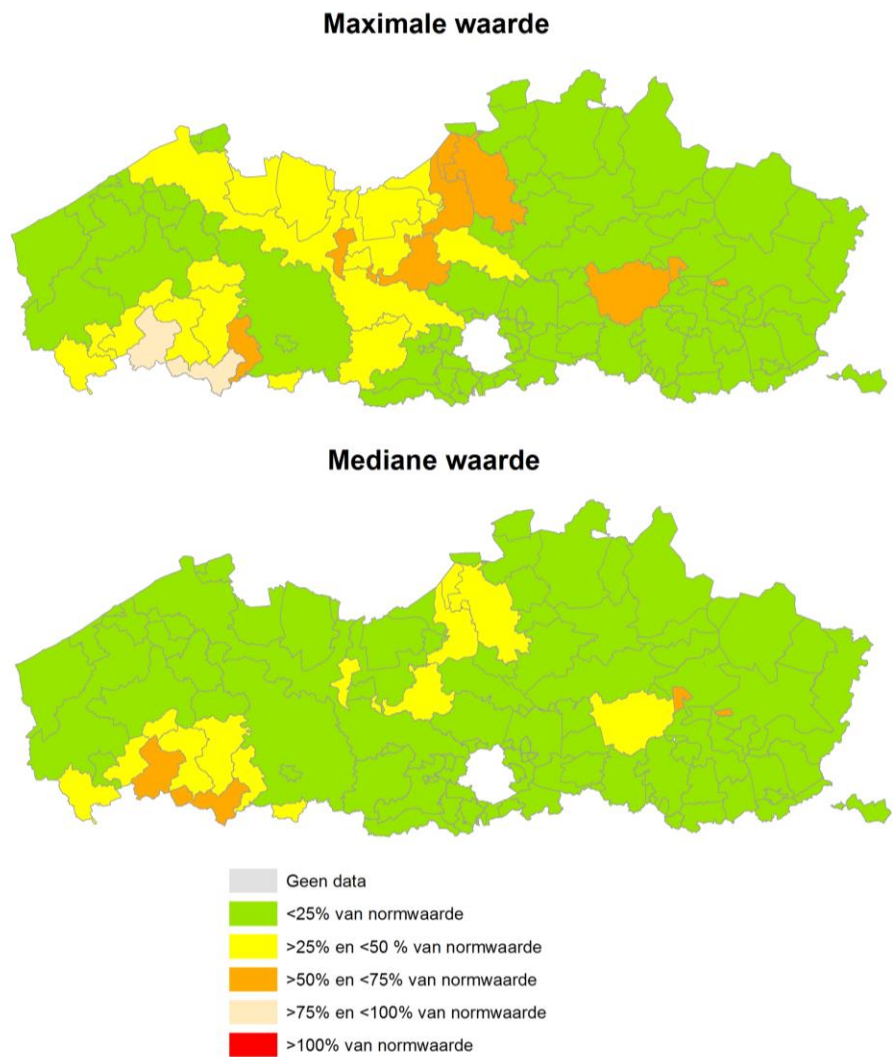 Maximale waarde
Mediane waarde
Geen data
<25% van normwaarde
>25% en <50 % van normwaarde
>50% en <75% van normwaarde
>75% en <100% van normwaarde
>100% van normwaarde